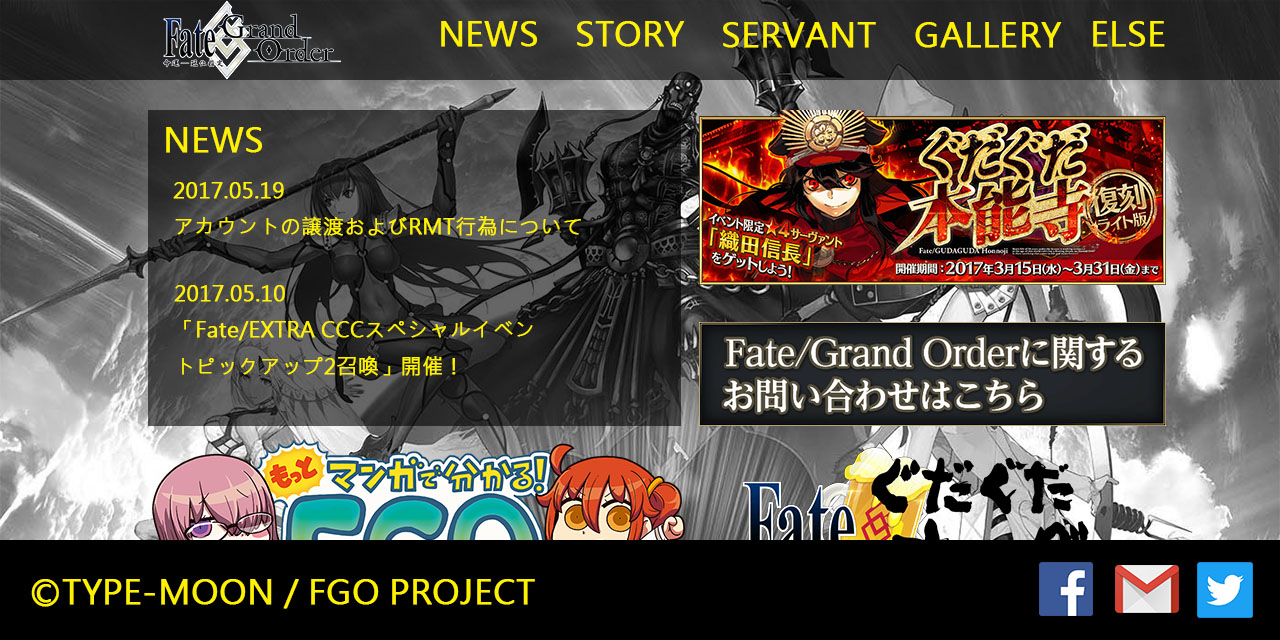 Fate Grand Order
NEWS STORY SERVANT GALLERY ELSE
NEWS
2017.05.19
アカウントの譲渡およびRMT行為について
2017.05.10
「Fate/EXTRA CCCスペシャルイベン
トピックアップ2召喚」開催！
ぐだぐだ
本能寺
復刻
ライト版
Fate/GUDAGUDA Honnoji
イベント限定★4サーヴァント
「織田信長」
をゲットしよう！
開催期間：2017年3月15日(水)～3月31日(金)まで
Fate/Grand Orderに関する
お問い合わせはこちら
もっと
マンガで分かる！
FGO
Fate
ぐだぐだ
©TYPE-MOON / FGO PROJECT